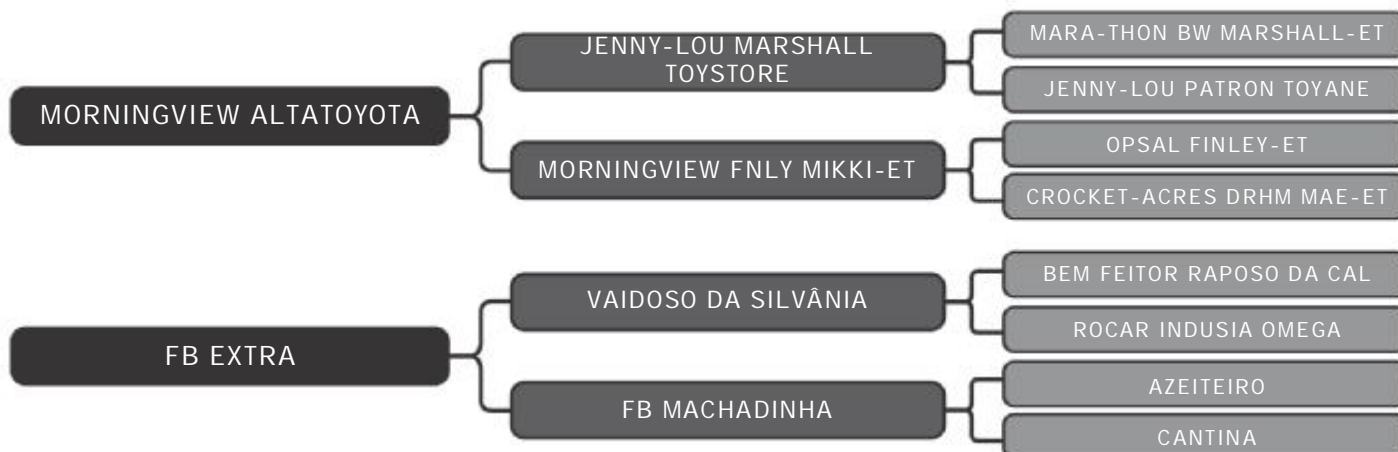 MORNINGVIEW ALTATOYOTA
JENNY-LOU MARSHALL
TOYSTORE
MARA-THON BW MARSHALL-ET
JENNY-LOU PATRON TOYANE
MORNINGVIEW FNLY MIKKI-ET
OPSAL FINLEY-ET
CROCKET-ACRES DRHM MAE-ET
FB EXTRA
VAIDOSO DA SILVÂNIA
BEM FEITOR RAPOSO DA CAL
ROCAR INDUSIA OMEGA
FB MACHADINHA
AZEITEIRO
CANTINA